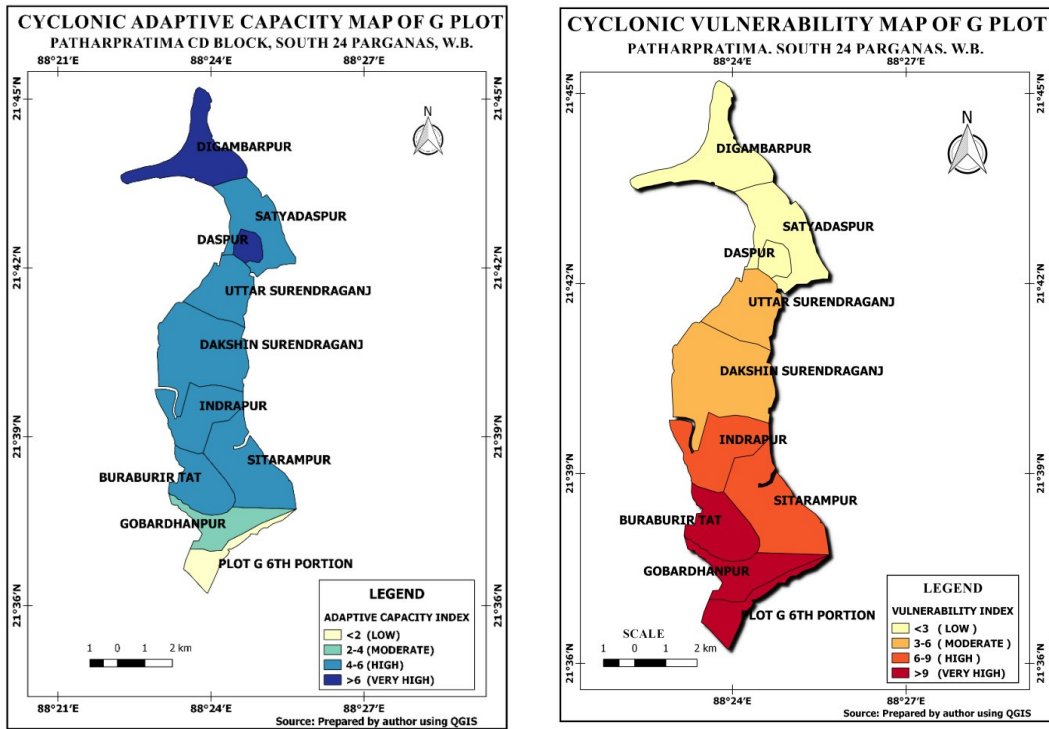 CYCLONIC ADAPTIVE CAPACITY MAP OF G PLOT
PATHARPRATIMA CD BLOCK, SOUTH 24 PARGANAS, W.B.
88°21'E 88°24'E 88°27'E
21°45'N 21°45'N
N
DIGAMBARPUR
SATYADASPUR
DASPUR
21°42'N 21°42'N
UTTAR SURENDRAGANJ
DAKSHIN SURENDRAGANJ
INDRAPUR
21°39'N 21°39'N
SITARAMPUR
BURABURIR TAT
GOBARDHANPUR
PLOT G 6TH PORTION
21°36'N 21°36'N
LEGEND
ADAPTIVE CAPACITY INDEX
<2 (LOW)
2-4 (MODERATE)
4-6 (HIGH)
>6 (VERY HIGH)
1 0 1 2 km
88°21'E 88°24'E 88°27'E
Source: Prepared by author using QGIS
CYCLONIC VULNERABILITY MAP OF G PLOT
PATHARPRATIMA. SOUTH 24 PARGANAS. W.B.
88°24'E 88°27'E
21°45'N 21°45'N
N
DIGAMBARPUR
SATYADASPUR
DASPUR
21°42'N 21°42'N
UTTAR SURENDRAGANJ
DAKSHIN SURENDRAGANJ
INDRAPUR
21°39'N 21°39'N
SITARAMPUR
BURABURIR TAT
GOBARDHANPUR
PLOT G 6TH PORTION
LEGEND
VULNERABILITY INDEX
<3 ( LOW )
3-6 ( MODERATE )
6-9 ( HIGH )
>9 (VERY HIGH)
SCALE
1 0 1 2 km
21°36'N 21°36'N
88°24'E 88°27'E
Source: Prepared by author using QGIS